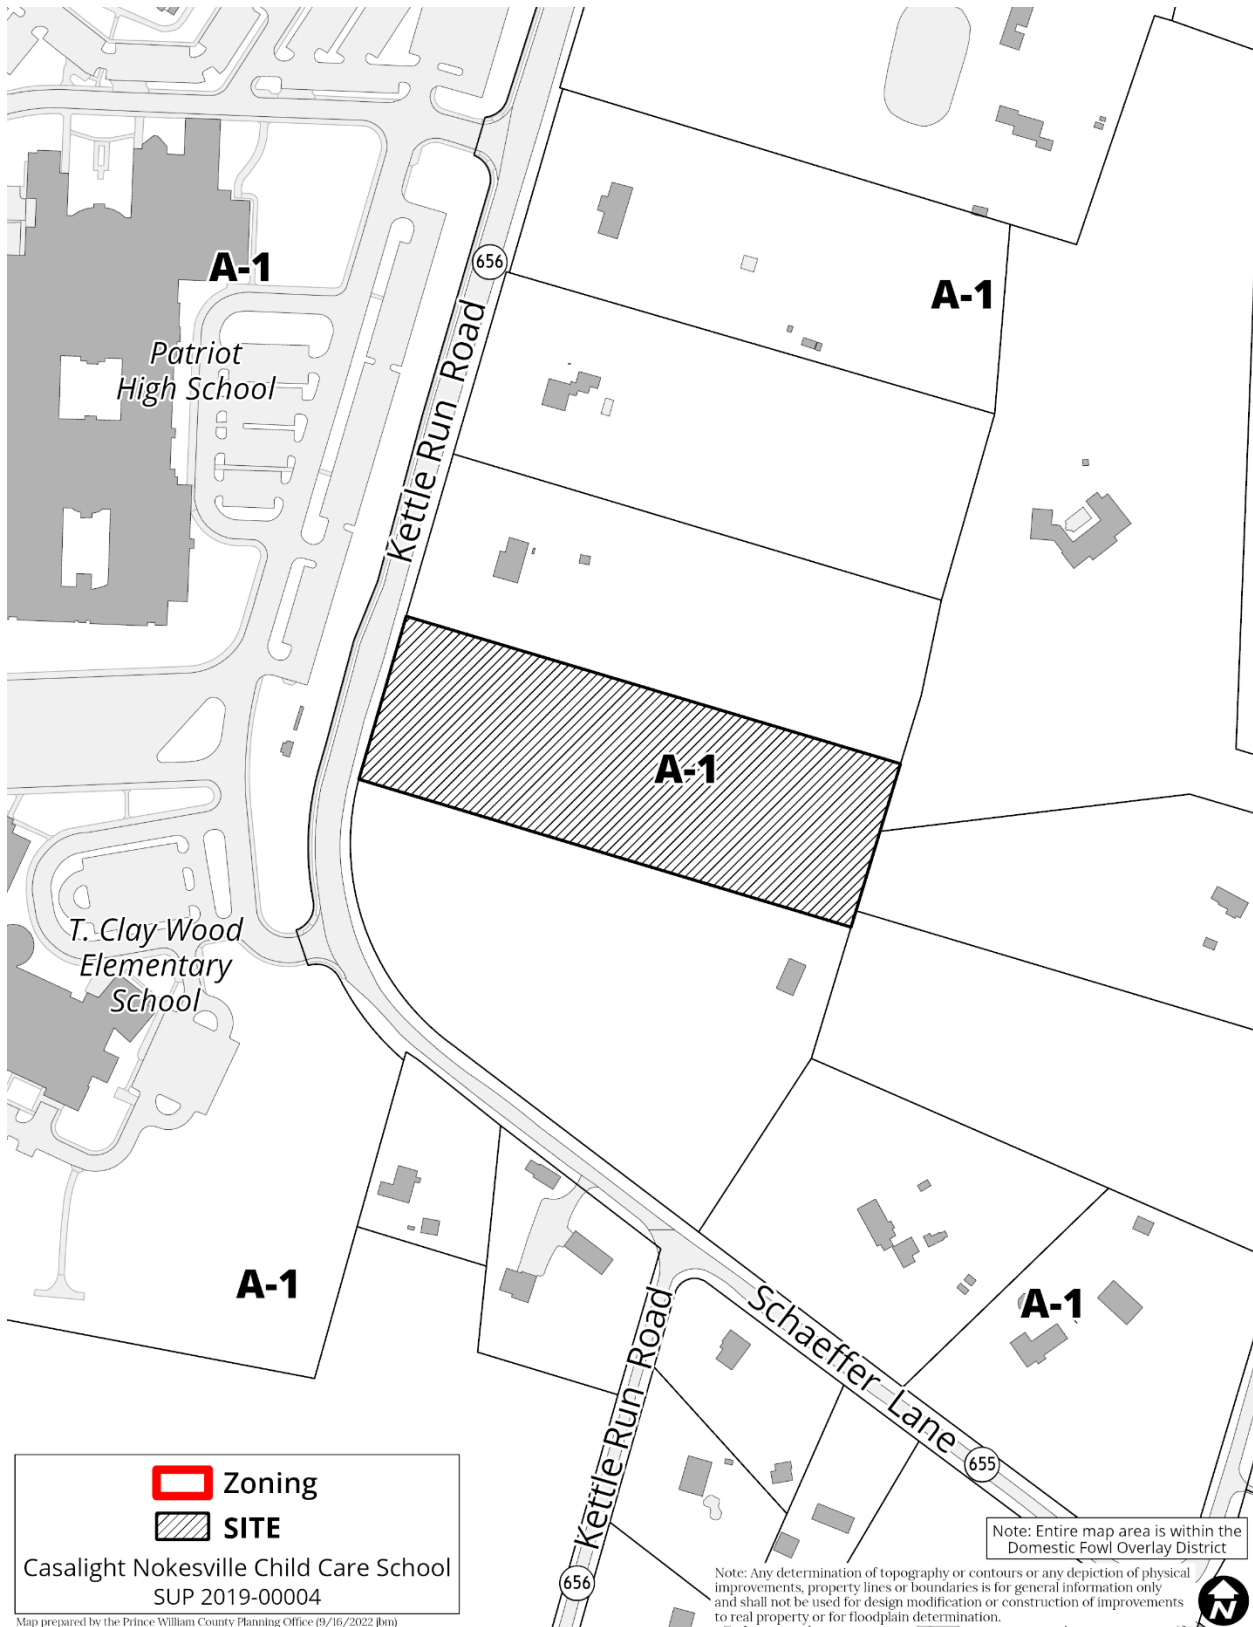 656
A-1
A-1
Patriot
High School
Kettle Run Road
A-1
T. Clay Wood
Elementary
School
A-1
A-1
Schaeffer Lane
Kettle Run Road
655
656
Zoning
SITE
Casalight Nokesville Child Care School
SUP 2019-00004
Map prepared by the Prince William County Planning Office (9/16/2022 jbm)
Note: Entire map area is within the
Domestic Fowl Overlay District
Note: Any determination of topography or contours or any depiction of physical
improvements, property lines or boundaries is for general information only
and shall not be used for design modification or construction of improvements
to real property or for floodplain determination.
N